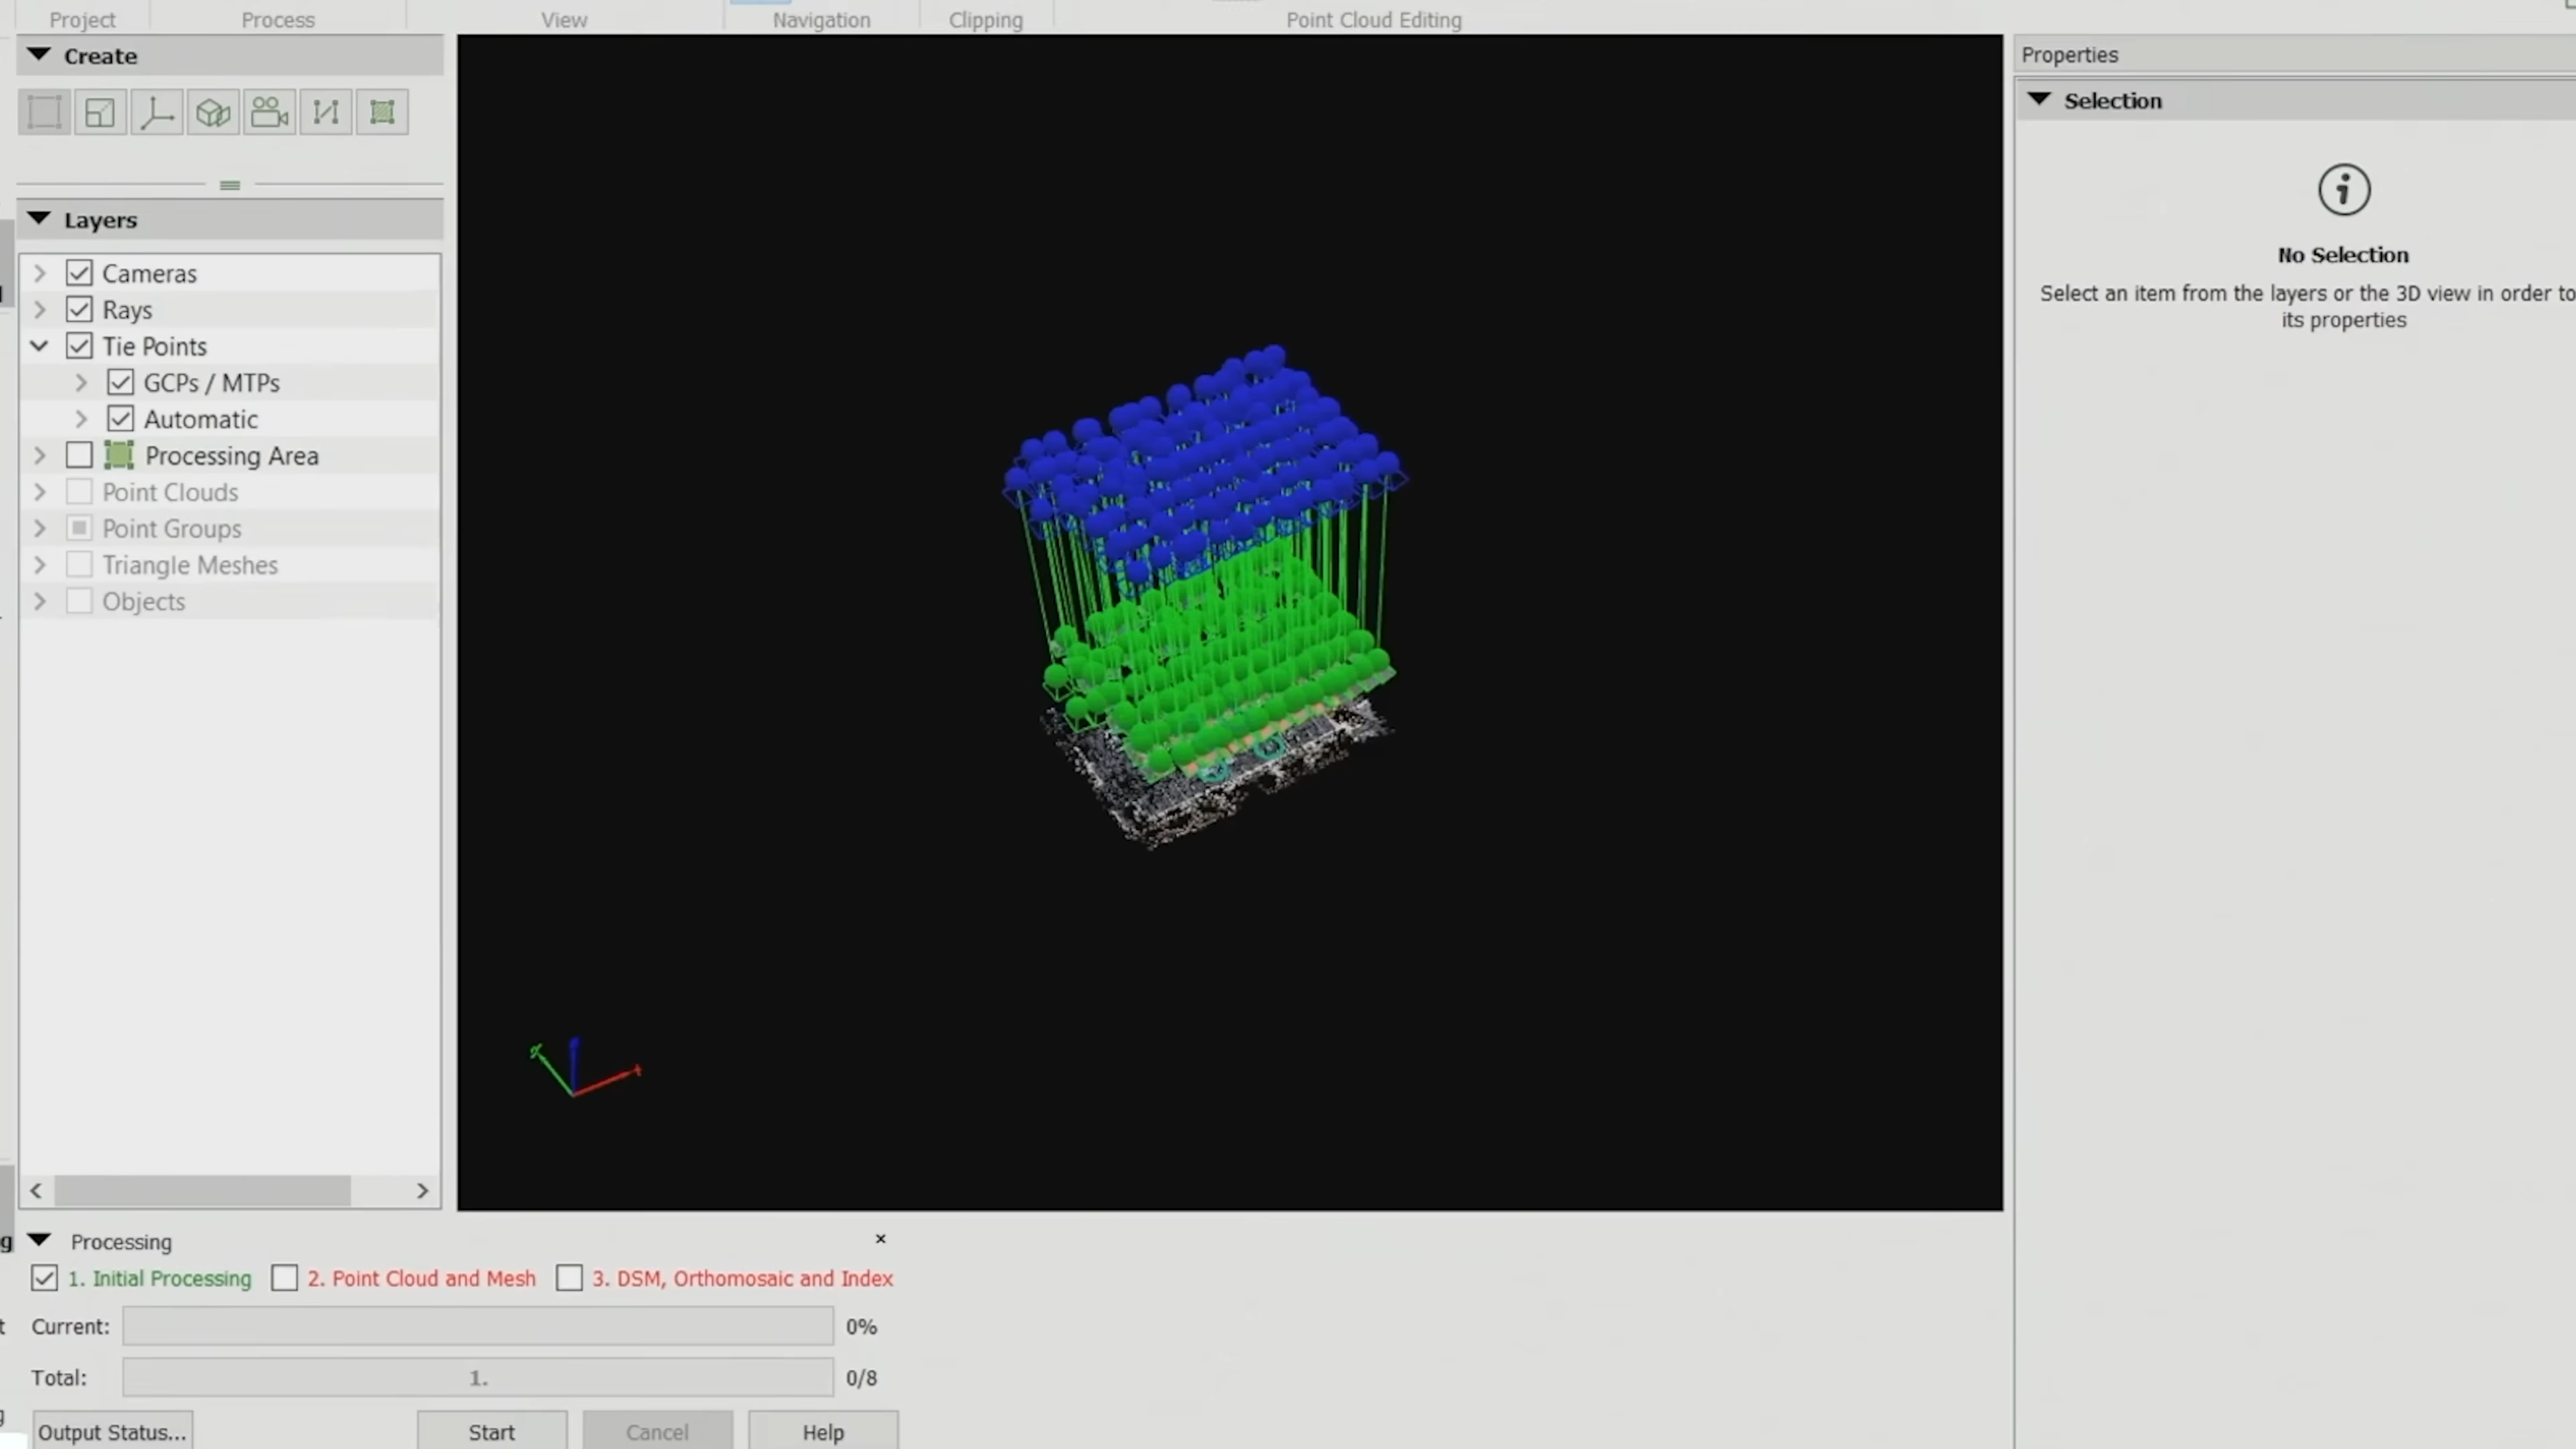 Project Process View Navigation Clipping Point Cloud Editing
Create
Layers
Cameras
Rays
Tie Points
GCPs / MTPs
Automatic
Processing Area
Point Clouds
Point Groups
Triangle Meshes
Objects
Properties
Selection
No Selection
Select an item from the layers or the 3D view in order to
its properties
Processing
1. Initial Processing 2. Point Cloud and Mesh 3. DSM, Orthomosaic and Index
Current: 0%
Total: 1. 0/8
Output Status... Start Cancel Help